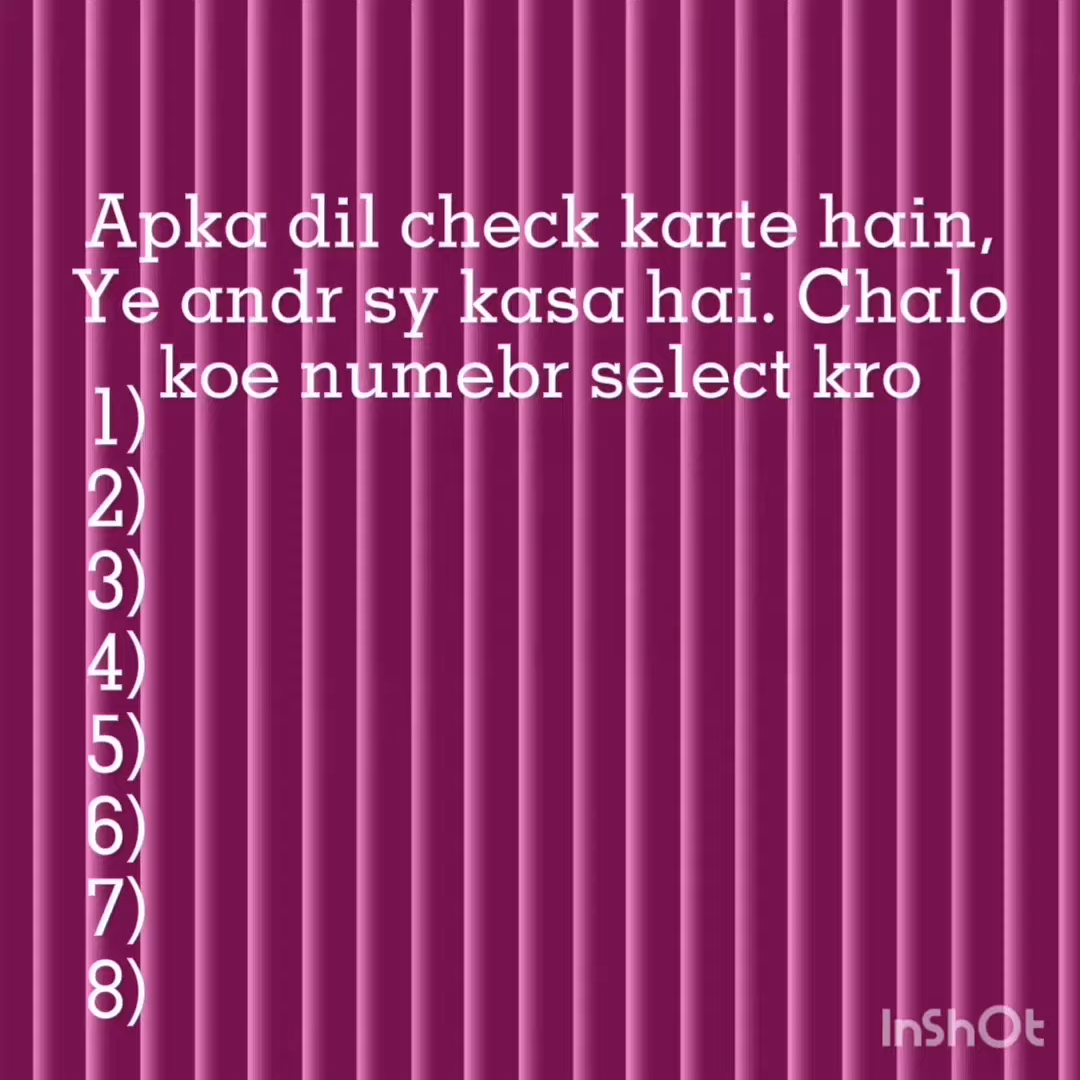 Apka dil check karte hain,
Ye andr sy kasa hai. Chalo
koe numebr select kro
1)
2)
3)
4)
5)
6)
7)
8)
InShOt